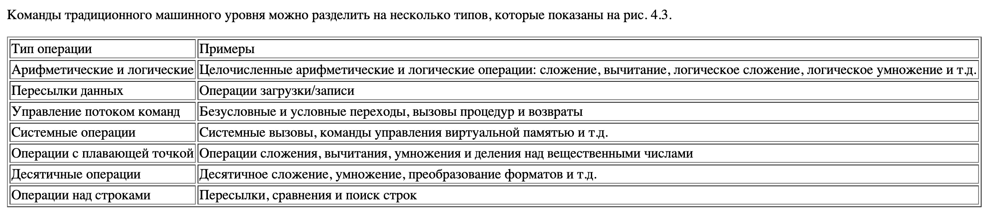 Команды традиционного машинного уровня можно разделить на несколько типов, которые показаны на рис. 4.3.
Тип операции Примеры
Арифметические и логические Целочисленные арифметические и логические операции: сложение, вычитание, логическое сложение, логическое умножение и т.д.
Пересылки данных Операции загрузки/записи
Управление потоком команд Безусловные и условные переходы, вызовы процедур и возвраты
Системные операции Системные вызовы, команды управления виртуальной памятью и т.д.
Операции с плавающей точкой Операции сложения, вычитания, умножения и деления над вещественными числами
Десятичные операции Десятичное сложение, умножение, преобразование форматов и т.д.
Операции над строками Пересылки, сравнения и поиск строк